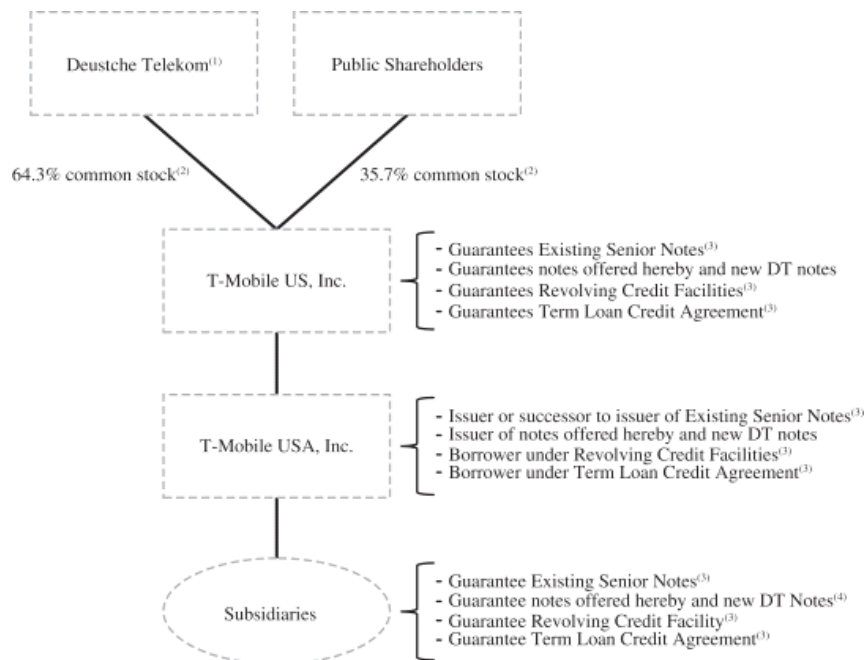 Deustche Telekom(1)
Public Shareholders
64.3% common stock(2)
35.7% common stock(2)
T-Mobile US, Inc.
- Guarantees Existing Senior Notes(3)
- Guarantees notes offered hereby and new DT notes
- Guarantees Revolving Credit Facilities(3)
- Guarantees Term Loan Credit Agreement(3)
T-Mobile USA, Inc.
- Issuer or successor to issuer of Existing Senior Notes(3)
- Issuer of notes offered hereby and new DT notes
- Borrower under Revolving Credit Facilities(3)
- Borrower under Term Loan Credit Agreement(3)
Subsidiaries
- Guarantee Existing Senior Notes(3)
- Guarantee notes offered hereby and new DT Notes(4)
- Guarantee Revolving Credit Facility(3)
- Guarantee Term Loan Credit Agreement(3)